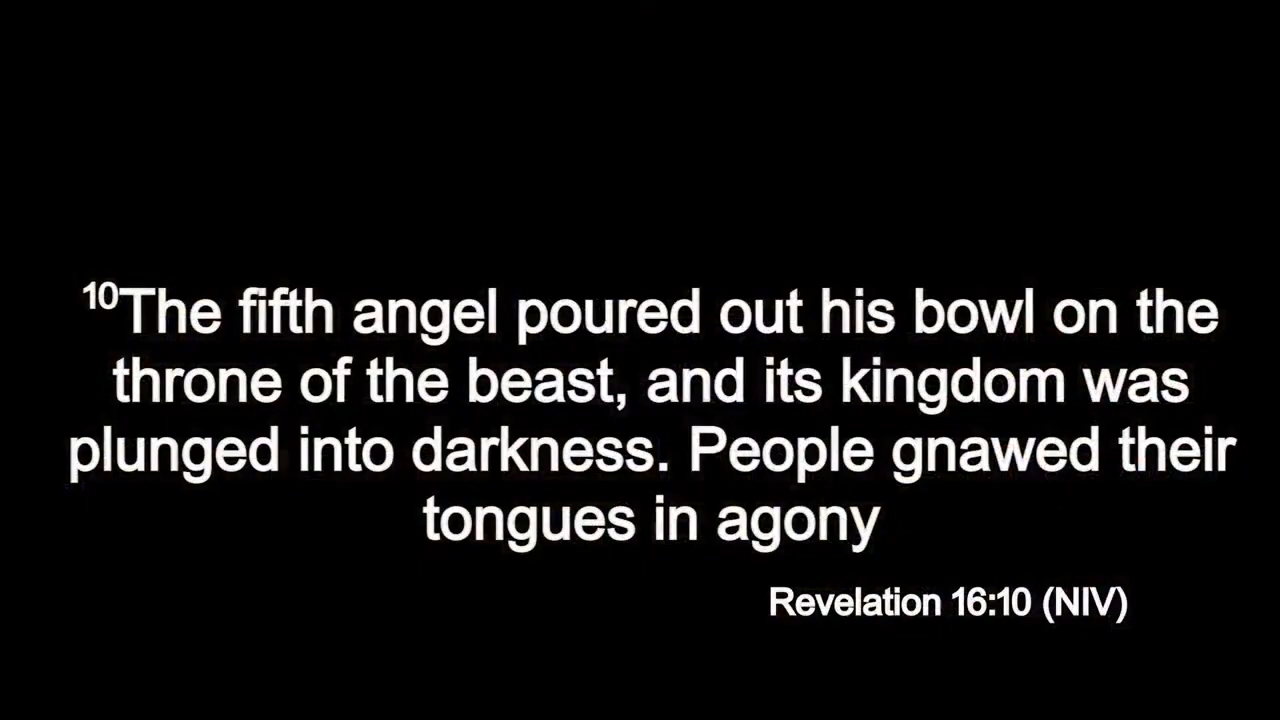 ¹⁰The fifth angel poured out his bowl on the
throne of the beast, and its kingdom was
plunged into darkness. People gnawed their
tongues in agony
Revelation 16:10 (NIV)